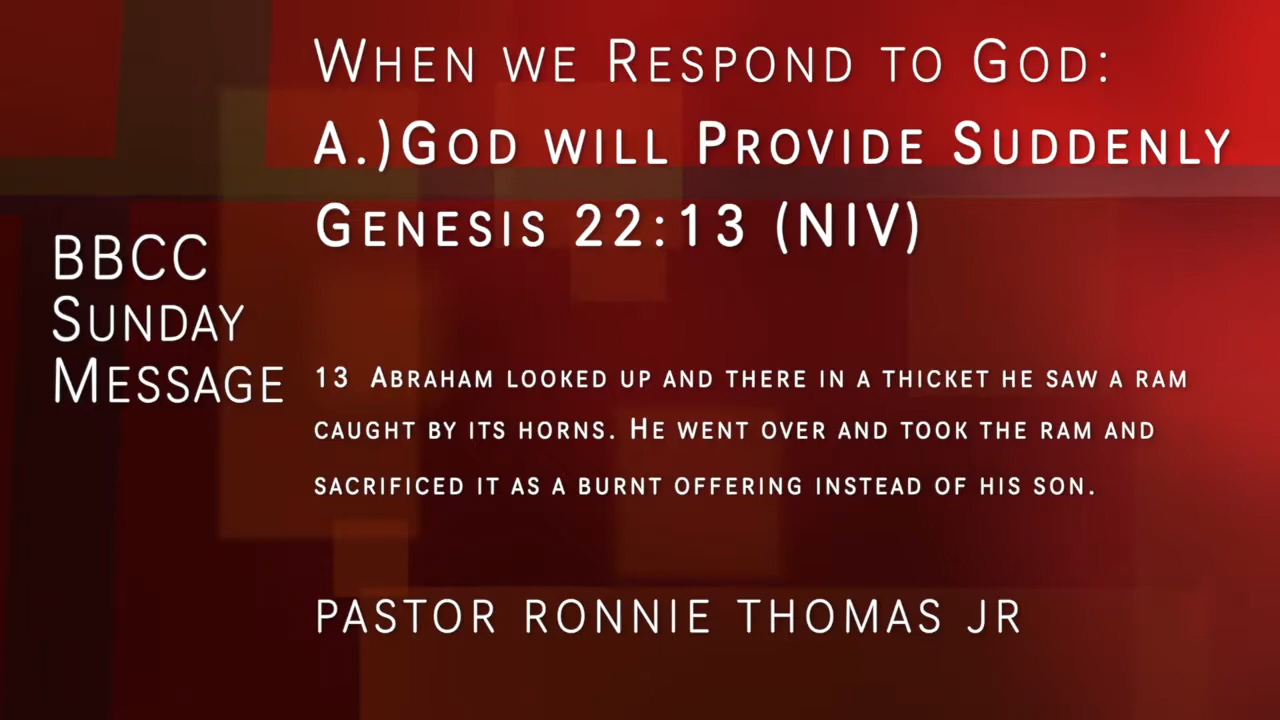 When we Respond to God:
A.)God will Provide Suddenly
Genesis 22:13 (NIV)
BBCC
Sunday
Message
13 Abraham looked up and there in a thicket he saw a ram
caught by its horns. He went over and took the ram and
sacrificed it as a burnt offering instead of his son.
PASTOR RONNIE THOMAS JR